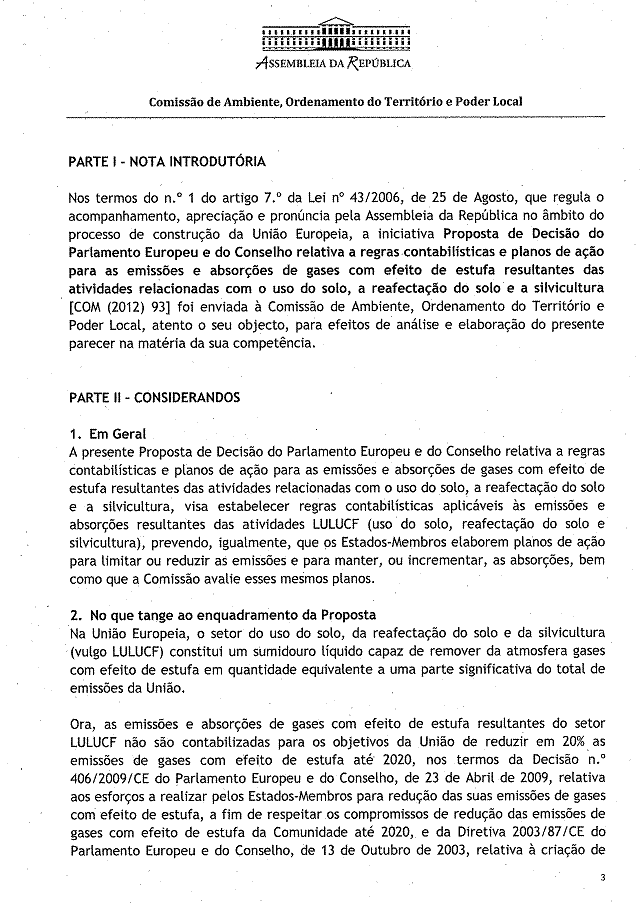 ASSEMBLEIA DA REPÚBLICA
Comissão de Ambiente, Ordenamento do Território e Poder Local
PARTE I - NOTA INTRODUTÓRIA
Nos termos do n.º 1 do artigo 7.º da Lei nº 43/2006, de 25 de Agosto, que regula o
acompanhamento, apreciação e pronúncia pela Assembleia da República no âmbito do
processo de construção da União Europeia, a iniciativa Proposta de Decisão do
Parlamento Europeu e do Conselho relativa a regras contabilísticas e planos de ação
para as emissões e absorções de gases com efeito de estufa resultantes das
atividades relacionadas com o uso do solo, a reafectação do solo e a silvicultura
[COM (2012) 93] foi enviada à Comissão de Ambiente, Ordenamento do Território e
Poder Local, atento o seu objecto, para efeitos de análise e elaboração do presente
parecer na matéria da sua competência.
PARTE II - CONSIDERANDOS
1. Em Geral
A presente Proposta de Decisão do Parlamento Europeu e do Conselho relativa a regras
contabilísticas e planos de ação para as emissões e absorções de gases com efeito de
estufa resultantes das atividades relacionadas com o uso do solo, a reafectação do solo
e a silvicultura, visa estabelecer regras contabilísticas aplicáveis às emissões e
absorções resultantes das atividades LULUCF (uso do solo, reafectação do solo e
silvicultura), prevendo, igualmente, que os Estados-Membros elaborem planos de ação
para limitar ou reduzir as emissões e para manter, ou incrementar, as absorções, bem
como que a Comissão avalie esses mesmos planos.
2. No que tange ao enquadramento da Proposta
Na União Europeia, o setor do uso do solo, da reafectação do solo e da silvicultura
(vulgo LULUCF) constitui um sumidouro líquido capaz de remover da atmosfera gases
com efeito de estufa em quantidade equivalente a uma parte significativa do total de
emissões da União.
Ora, as emissões e absorções de gases com efeito de estufa resultantes do setor
LULUCF não são contabilizadas para os objetivos da União de reduzir em 20% as
emissões de gases com efeito de estufa até 2020, nos termos da Decisão n.º
406/2009/CE do Parlamento Europeu e do Conselho, de 23 de Abril de 2009, relativa
aos esforços a realizar pelos Estados-Membros para redução das suas emissões de gases
com efeito de estufa, a fim de respeitar os compromissos de redução das emissões de
gases com efeito de estufa da Comunidade até 2020, e da Diretiva 2003/87/CE do
Parlamento Europeu e do Conselho, de 13 de Outubro de 2003, relativa à criação de
3